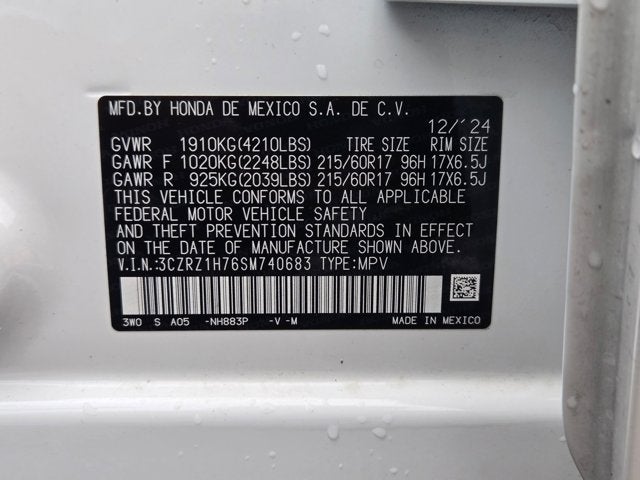 MFD.BY HONDA DE MEXICO S.A. DE C.V.
12/'24
GVWR 1910KG(4210LBS) TIRE SIZE RIM SIZE
GAWR F 1020KG(2248LBS) 215/60R17 96H 17X6.5J
GAWR R 925KG(2039LBS) 215/60R17 96H 17X6.5J
THIS VEHICLE CONFORMS TO ALL APPLICABLE
FEDERAL MOTOR VEHICLE SAFETY
AND THEFT PREVENTION STANDARDS IN EFFECT
ON THE DATE OF MANUFACTURE SHOWN ABOVE.
V.I.N.:3CZRZ1H76SM740683 TYPE:MPV
3W0 S A05 -NH883P -V -M MADE IN MEXICO